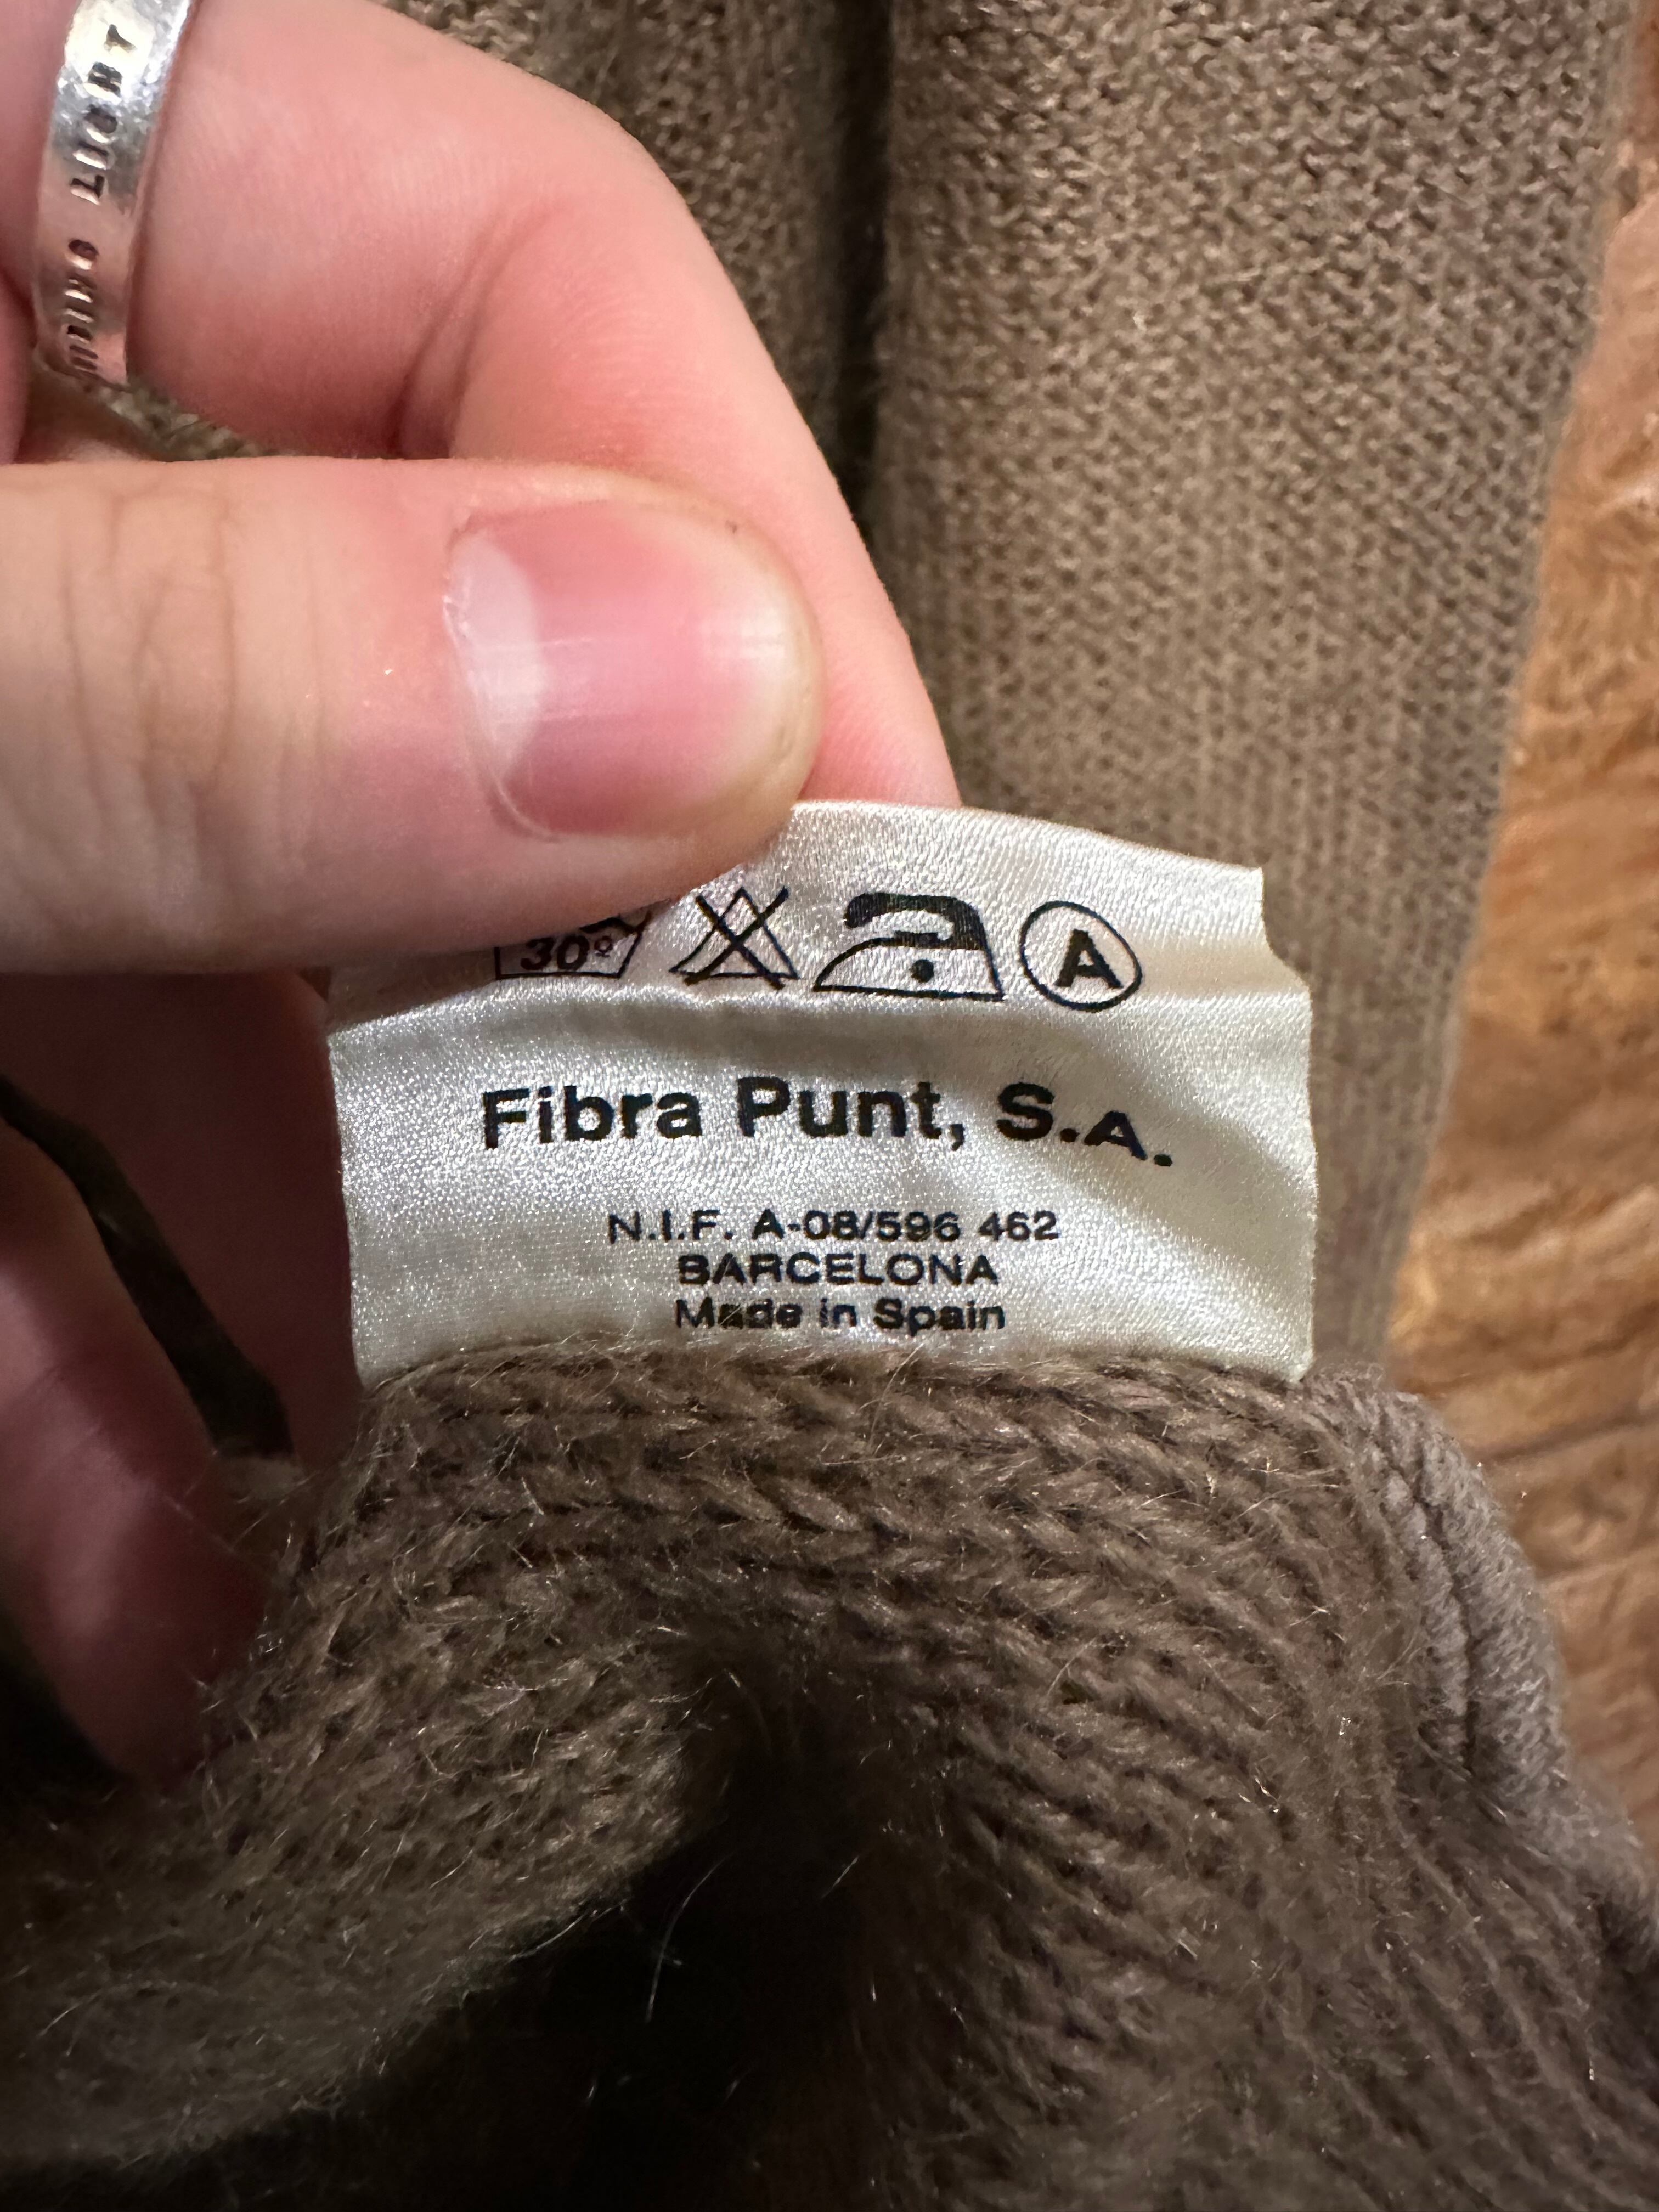 30°
A
Fibra Punt, S.A.
N.I.F. A-08/596 462
BARCELONA
Made in Spain